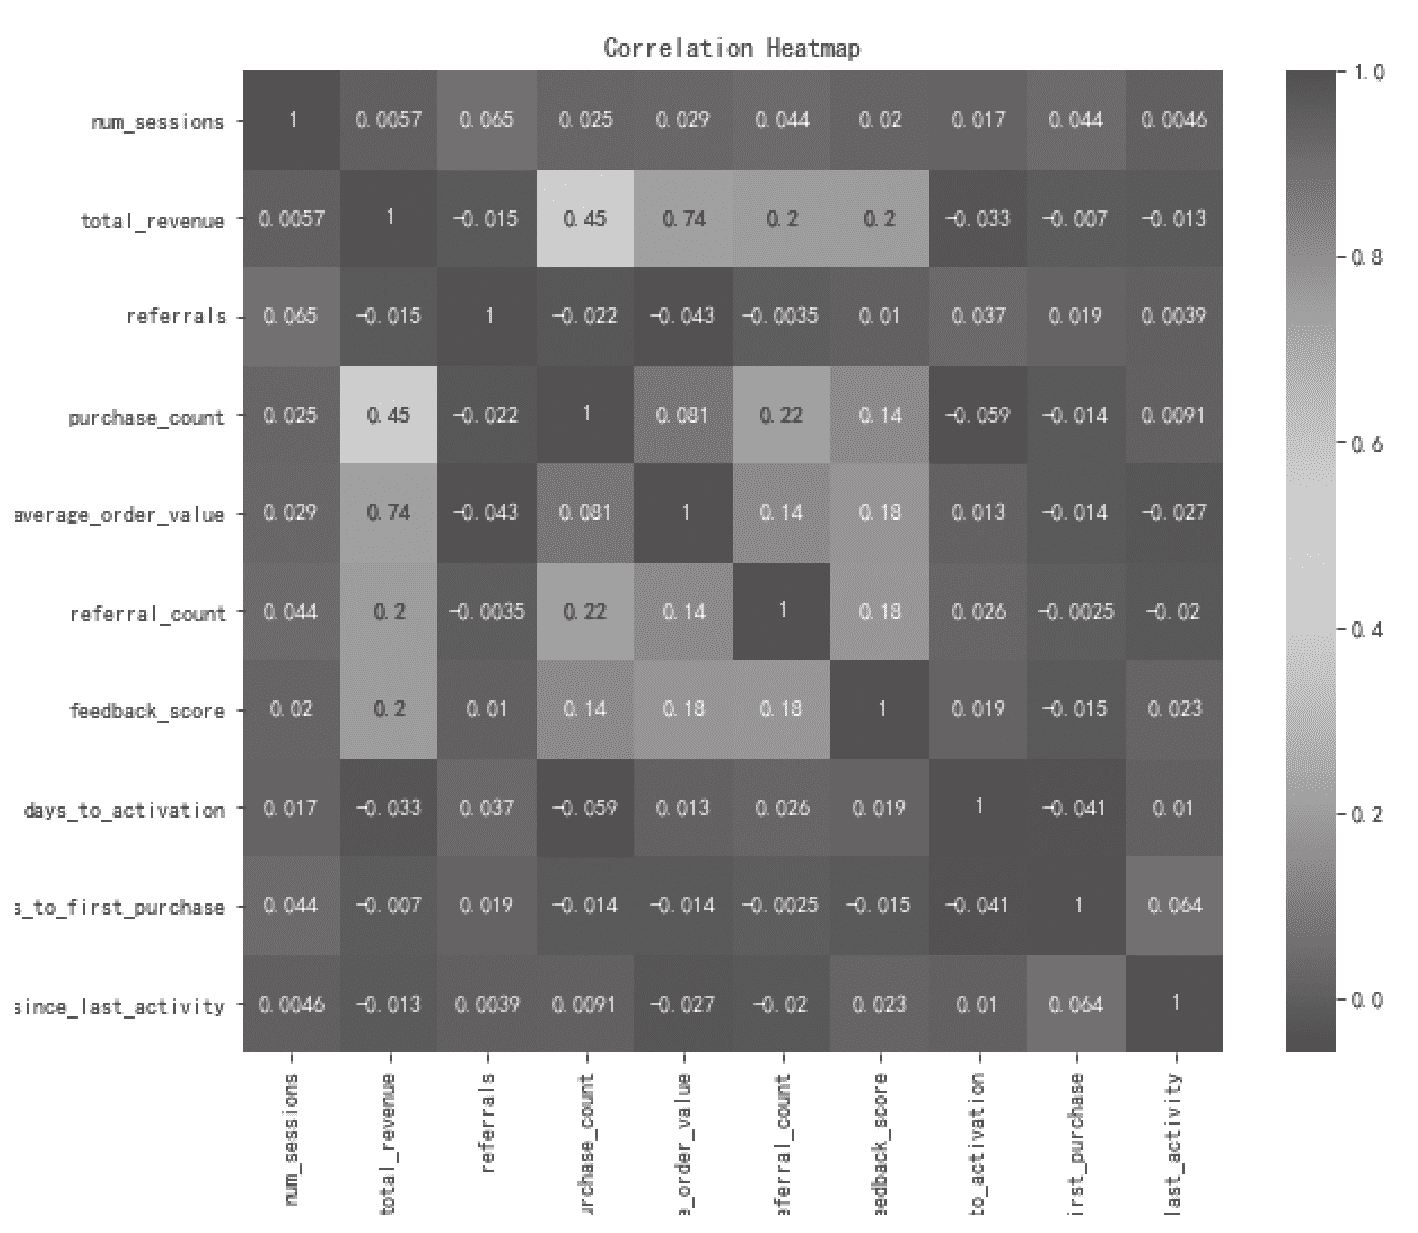 Correlation Heatmap
num_sessions 1 0.0057 0.065 0.025 0.029 0.044 0.02 0.017 0.044 0.0046
total_revenue 0.0057 1 -0.015 0.45 0.74 0.2 0.2 -0.033 -0.007 -0.013
referrals 0.065 -0.015 1 -0.022 -0.043 -0.0035 0.01 0.037 0.019 0.0039
purchase_count 0.025 0.45 -0.022 1 0.081 0.22 0.14 -0.059 -0.014 0.0091
average_order_value 0.029 0.74 -0.043 0.081 1 0.14 0.18 0.013 -0.014 -0.027
referral_count 0.044 0.2 -0.0035 0.22 0.14 1 0.18 0.026 -0.0025 -0.02
feedback_score 0.02 0.2 0.01 0.14 0.18 0.18 1 0.019 -0.015 0.023
days_to_activation 0.017 -0.033 0.037 -0.059 0.013 0.026 0.019 1 -0.041 0.01
s_to_first_purchase 0.044 -0.007 0.019 -0.014 -0.014 -0.0025 -0.015 -0.041 1 0.064
since_last_activity 0.0046 -0.013 0.0039 0.0091 -0.027 -0.02 0.023 0.01 0.064 1
num_sessions
total_revenue
referrals
urchase_count
e_order_value
eferral_count
eedback_score
to_activation
irst_purchase
last_activity
1.0
0.8
0.6
0.4
0.2
0.0